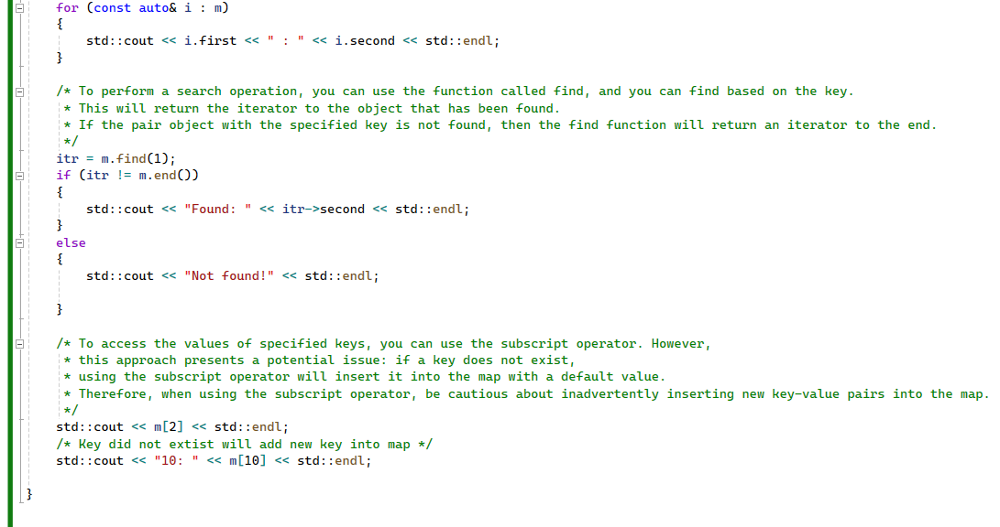 for (const auto& i : m)
{
    std::cout << i.first << " : " << i.second << std::endl;
}

/* To perform a search operation, you can use the function called find, and you can find based on the key.
 * This will return the iterator to the object that has been found.
 * If the pair object with the specified key is not found, then the find function will return an iterator to the end.
 */
itr = m.find(1);
if (itr != m.end())
{
    std::cout << "Found: " << itr->second << std::endl;
}
else
{
    std::cout << "Not found!" << std::endl;

}

/* To access the values of specified keys, you can use the subscript operator. However,
 * this approach presents a potential issue: if a key does not exist,
 * using the subscript operator will insert it into the map with a default value.
 * Therefore, when using the subscript operator, be cautious about inadvertently inserting new key-value pairs into the map.
 */
std::cout << m[2] << std::endl;
/* Key did not extist will add new key into map */
std::cout << "10: " << m[10] << std::endl;

}